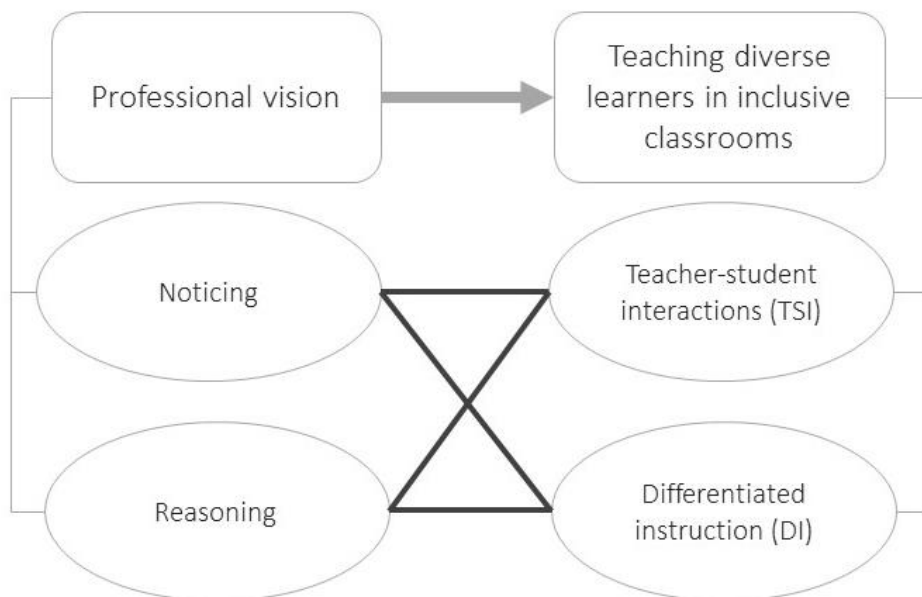 Professional vision
Teaching diverse
learners in inclusive
classrooms
Noticing
Teacher-student
interactions (TSI)
Reasoning
Differentiated
instruction (DI)